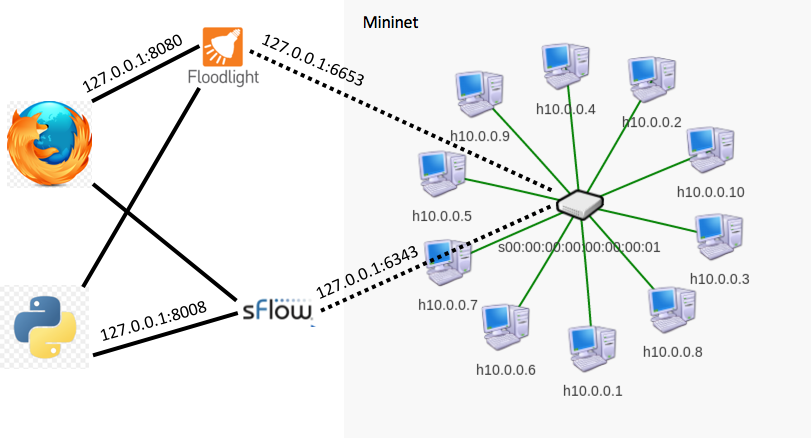 Mininet
127.0.0.1:8080
Floodlight
127.0.0.1:6653
h10.0.0.4
h10.0.0.2
h10.0.0.9
h10.0.0.10
h10.0.0.5
s00:00:00:00:00:00:00:01
h10.0.0.3
127.0.0.1:6343
h10.0.0.7
sFlow
127.0.0.1:8008
h10.0.0.8
h10.0.0.6
h10.0.0.1